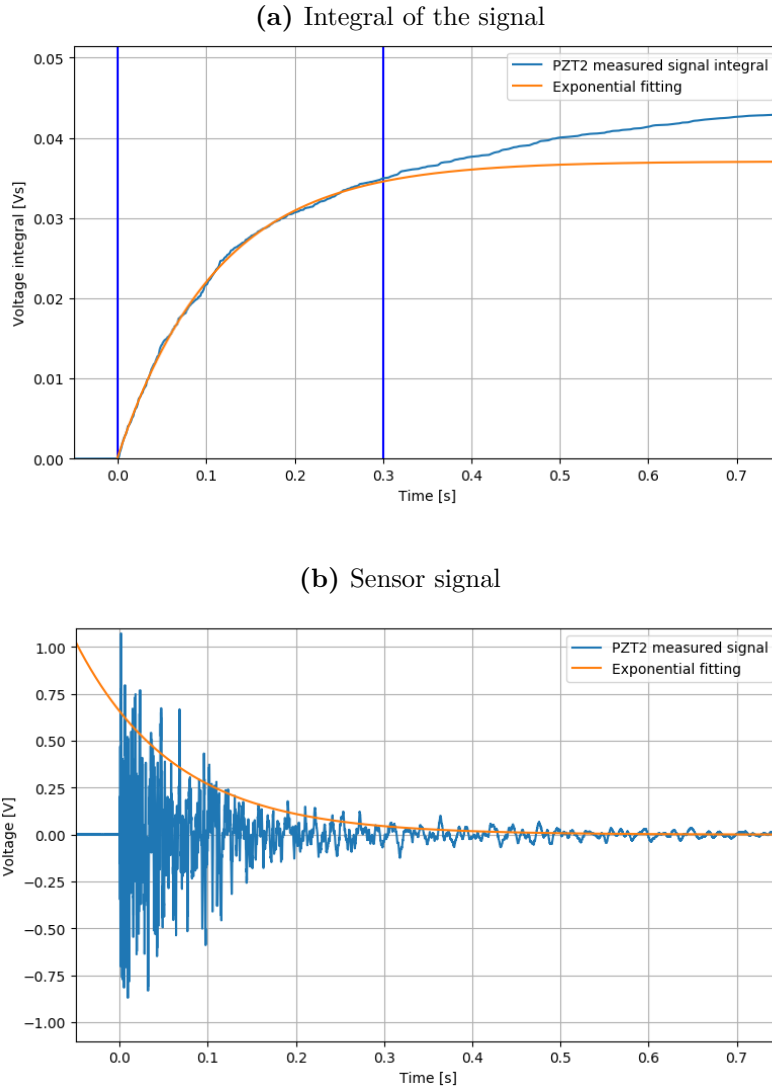 (a) Integral of the signal
0.05
0.04
0.03
0.02
0.01
0.00
Voltage integral [Vs]
PZT2 measured signal integral
Exponential fitting
0.0 0.1 0.2 0.3 0.4 0.5 0.6 0.7
Time [s]
(b) Sensor signal
1.00
0.75
0.50
0.25
0.00
−0.25
−0.50
−0.75
−1.00
Voltage [V]
PZT2 measured signal
Exponential fitting
0.0 0.1 0.2 0.3 0.4 0.5 0.6 0.7
Time [s]